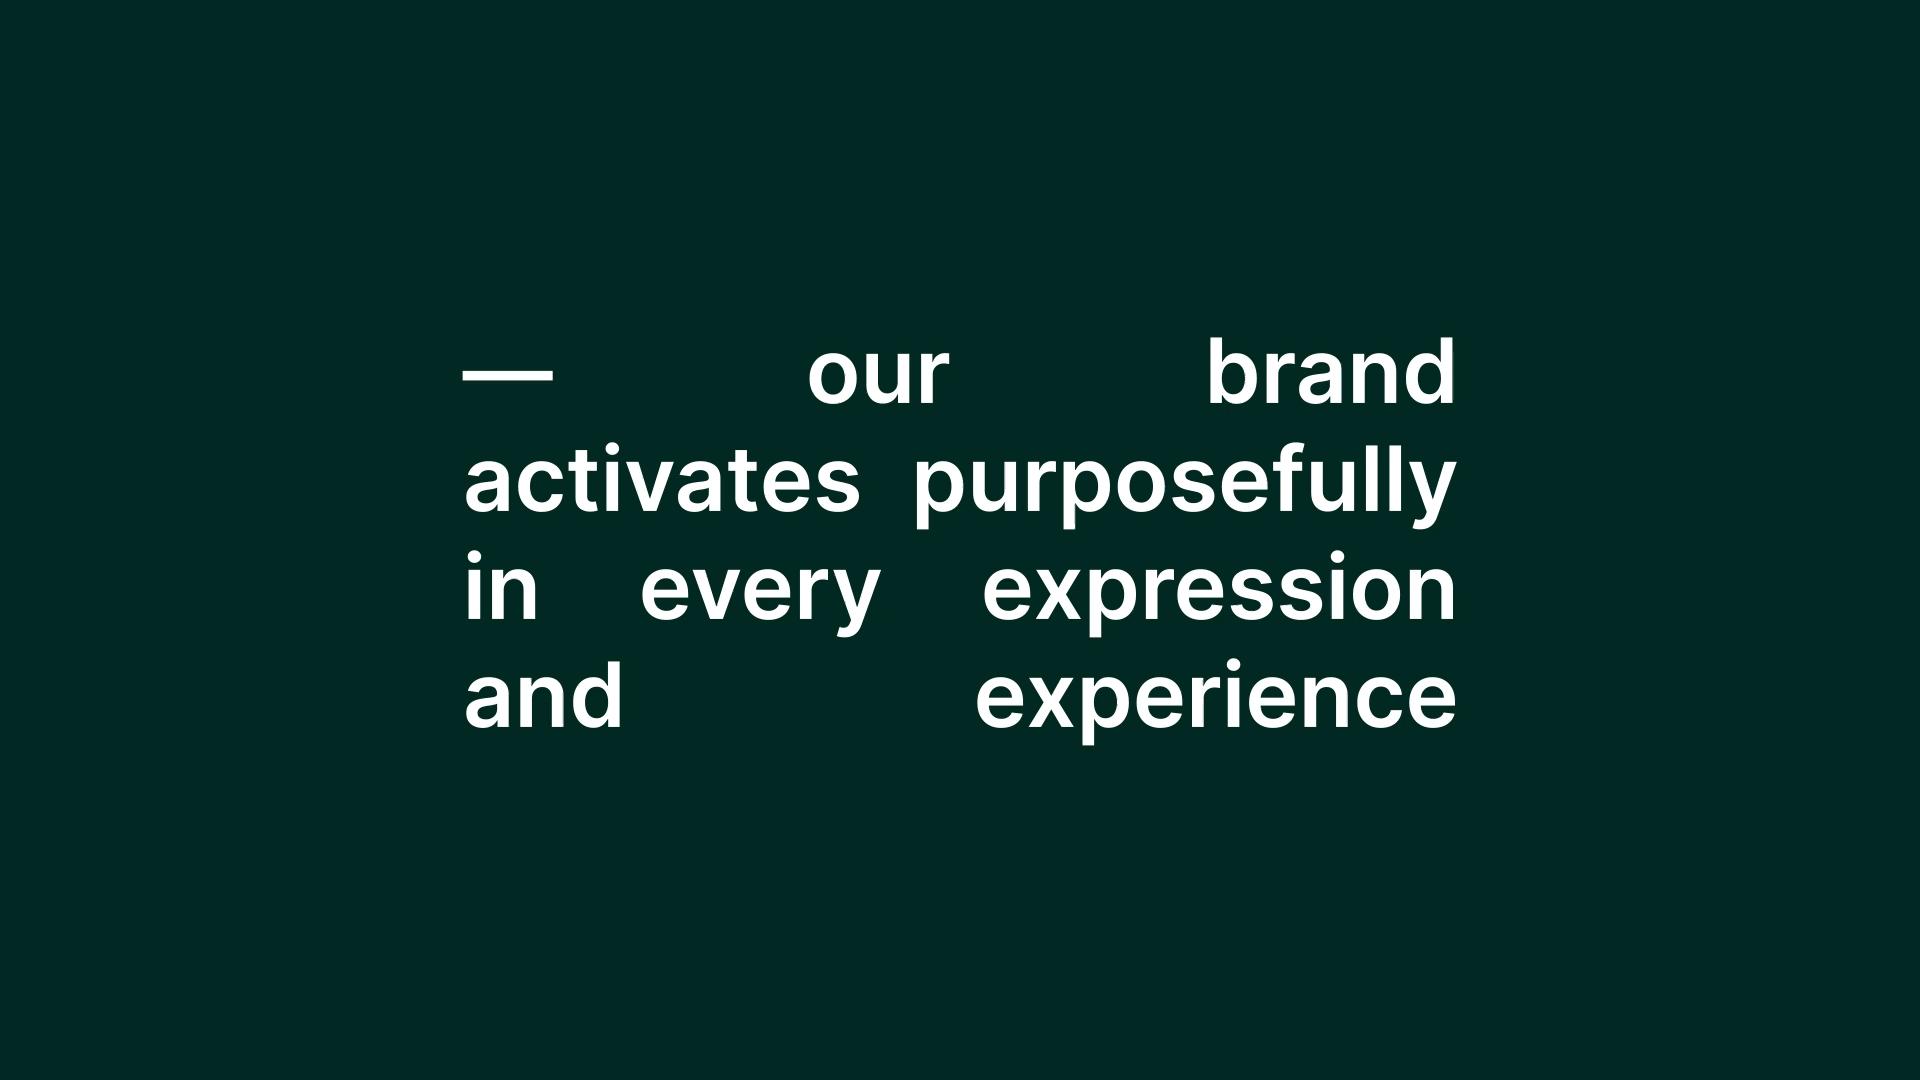 — our brand
activates purposefully
in every expression
and experience